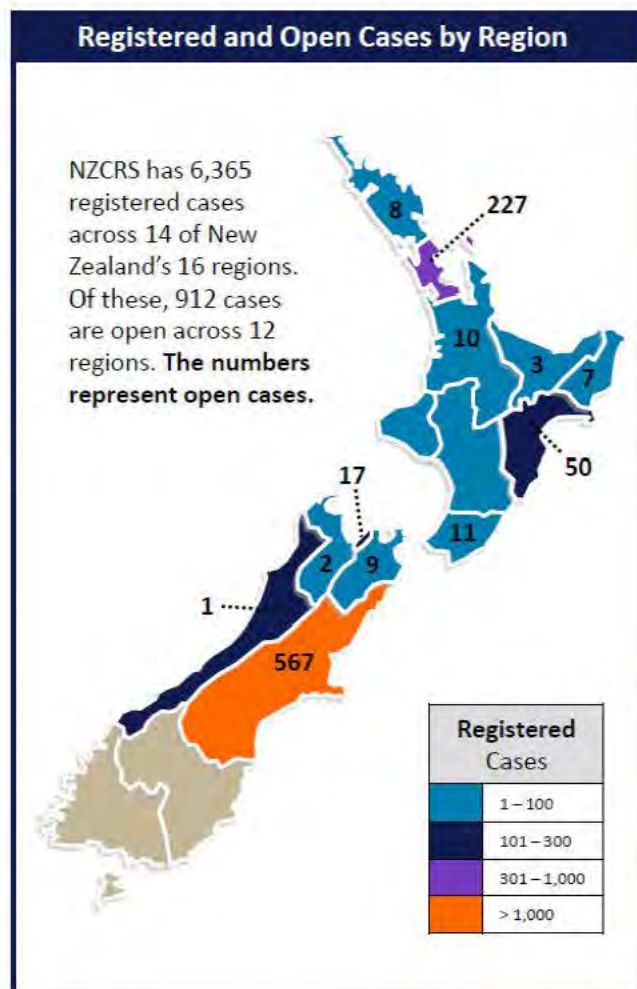 Registered and Open Cases by Region
NZCRS has 6,365
registered cases
across 14 of New
Zealand's 16 regions.
Of these, 912 cases
are open across 12
regions. The numbers
represent open cases.
8
227
10
3
7
50
17
11
2
9
1
567
Registered
Cases
1 – 100
101 – 300
301 – 1,000
> 1,000